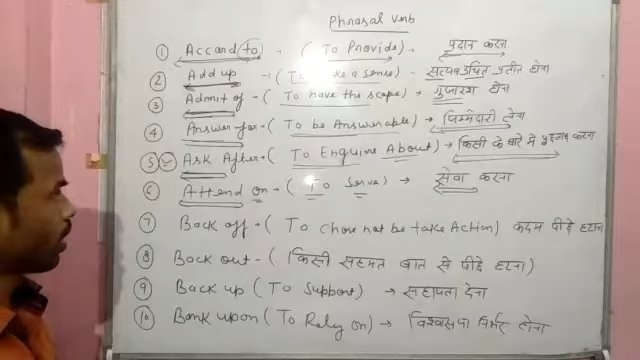 Phrasal verb
① Accord (to) - (To Provide) - प्रदान करना
② Add up - (To make a sense) - सत्य व उचित प्रतीत होना
③ Admit of - (To have the scope) → गुंजाइश होना
④ Answer for - (To be Answerable) → जिम्मेदारी लेना
⑤ Ask After - (To Enquire About) → किसी के बारे में पूछताछ करना
⑥ Attend on - (To Serve) → सेवा करना
⑦ Back off - (To chose not be take Action) कदम पीछे हटाना
⑧ Back out - (किसी सहमत बात से पीछे हटना)
⑨ Back up (To Support) → सहायता देना
⑩ Bank upon (To Rely on) → विश्वास या निर्भर होना